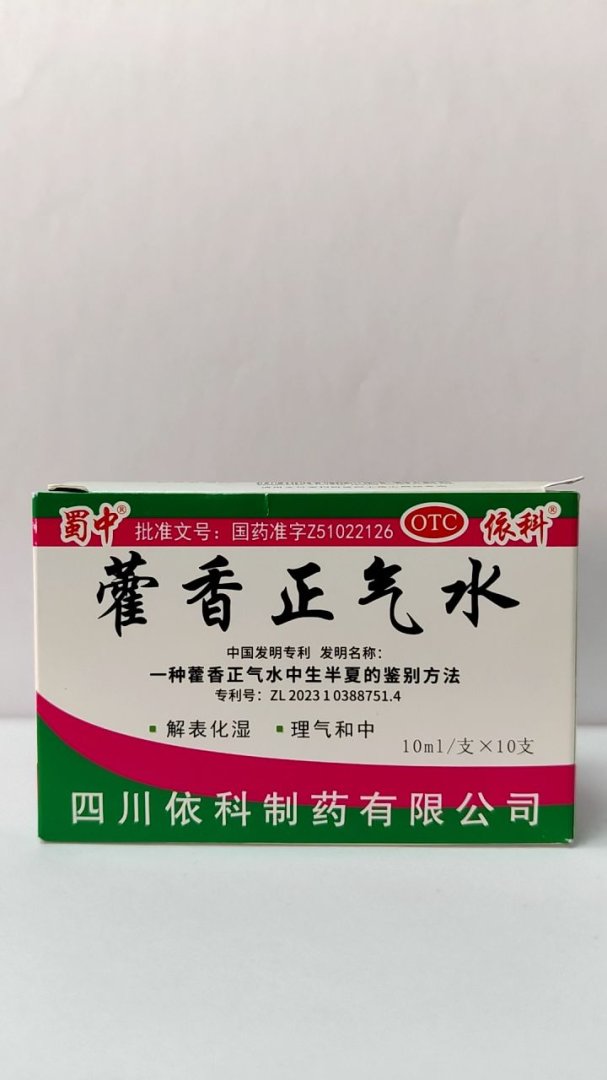 蜀中® 批准文号：国药准字Z51022126 OTC 依科®
藿香正气水
中国发明专利 发明名称：
一种藿香正气水中生半夏的鉴别方法
专利号：ZL 2023 1 0388751.4
▪ 解表化湿 ▪ 理气和中
10ml/支×10支
四川依科制药有限公司